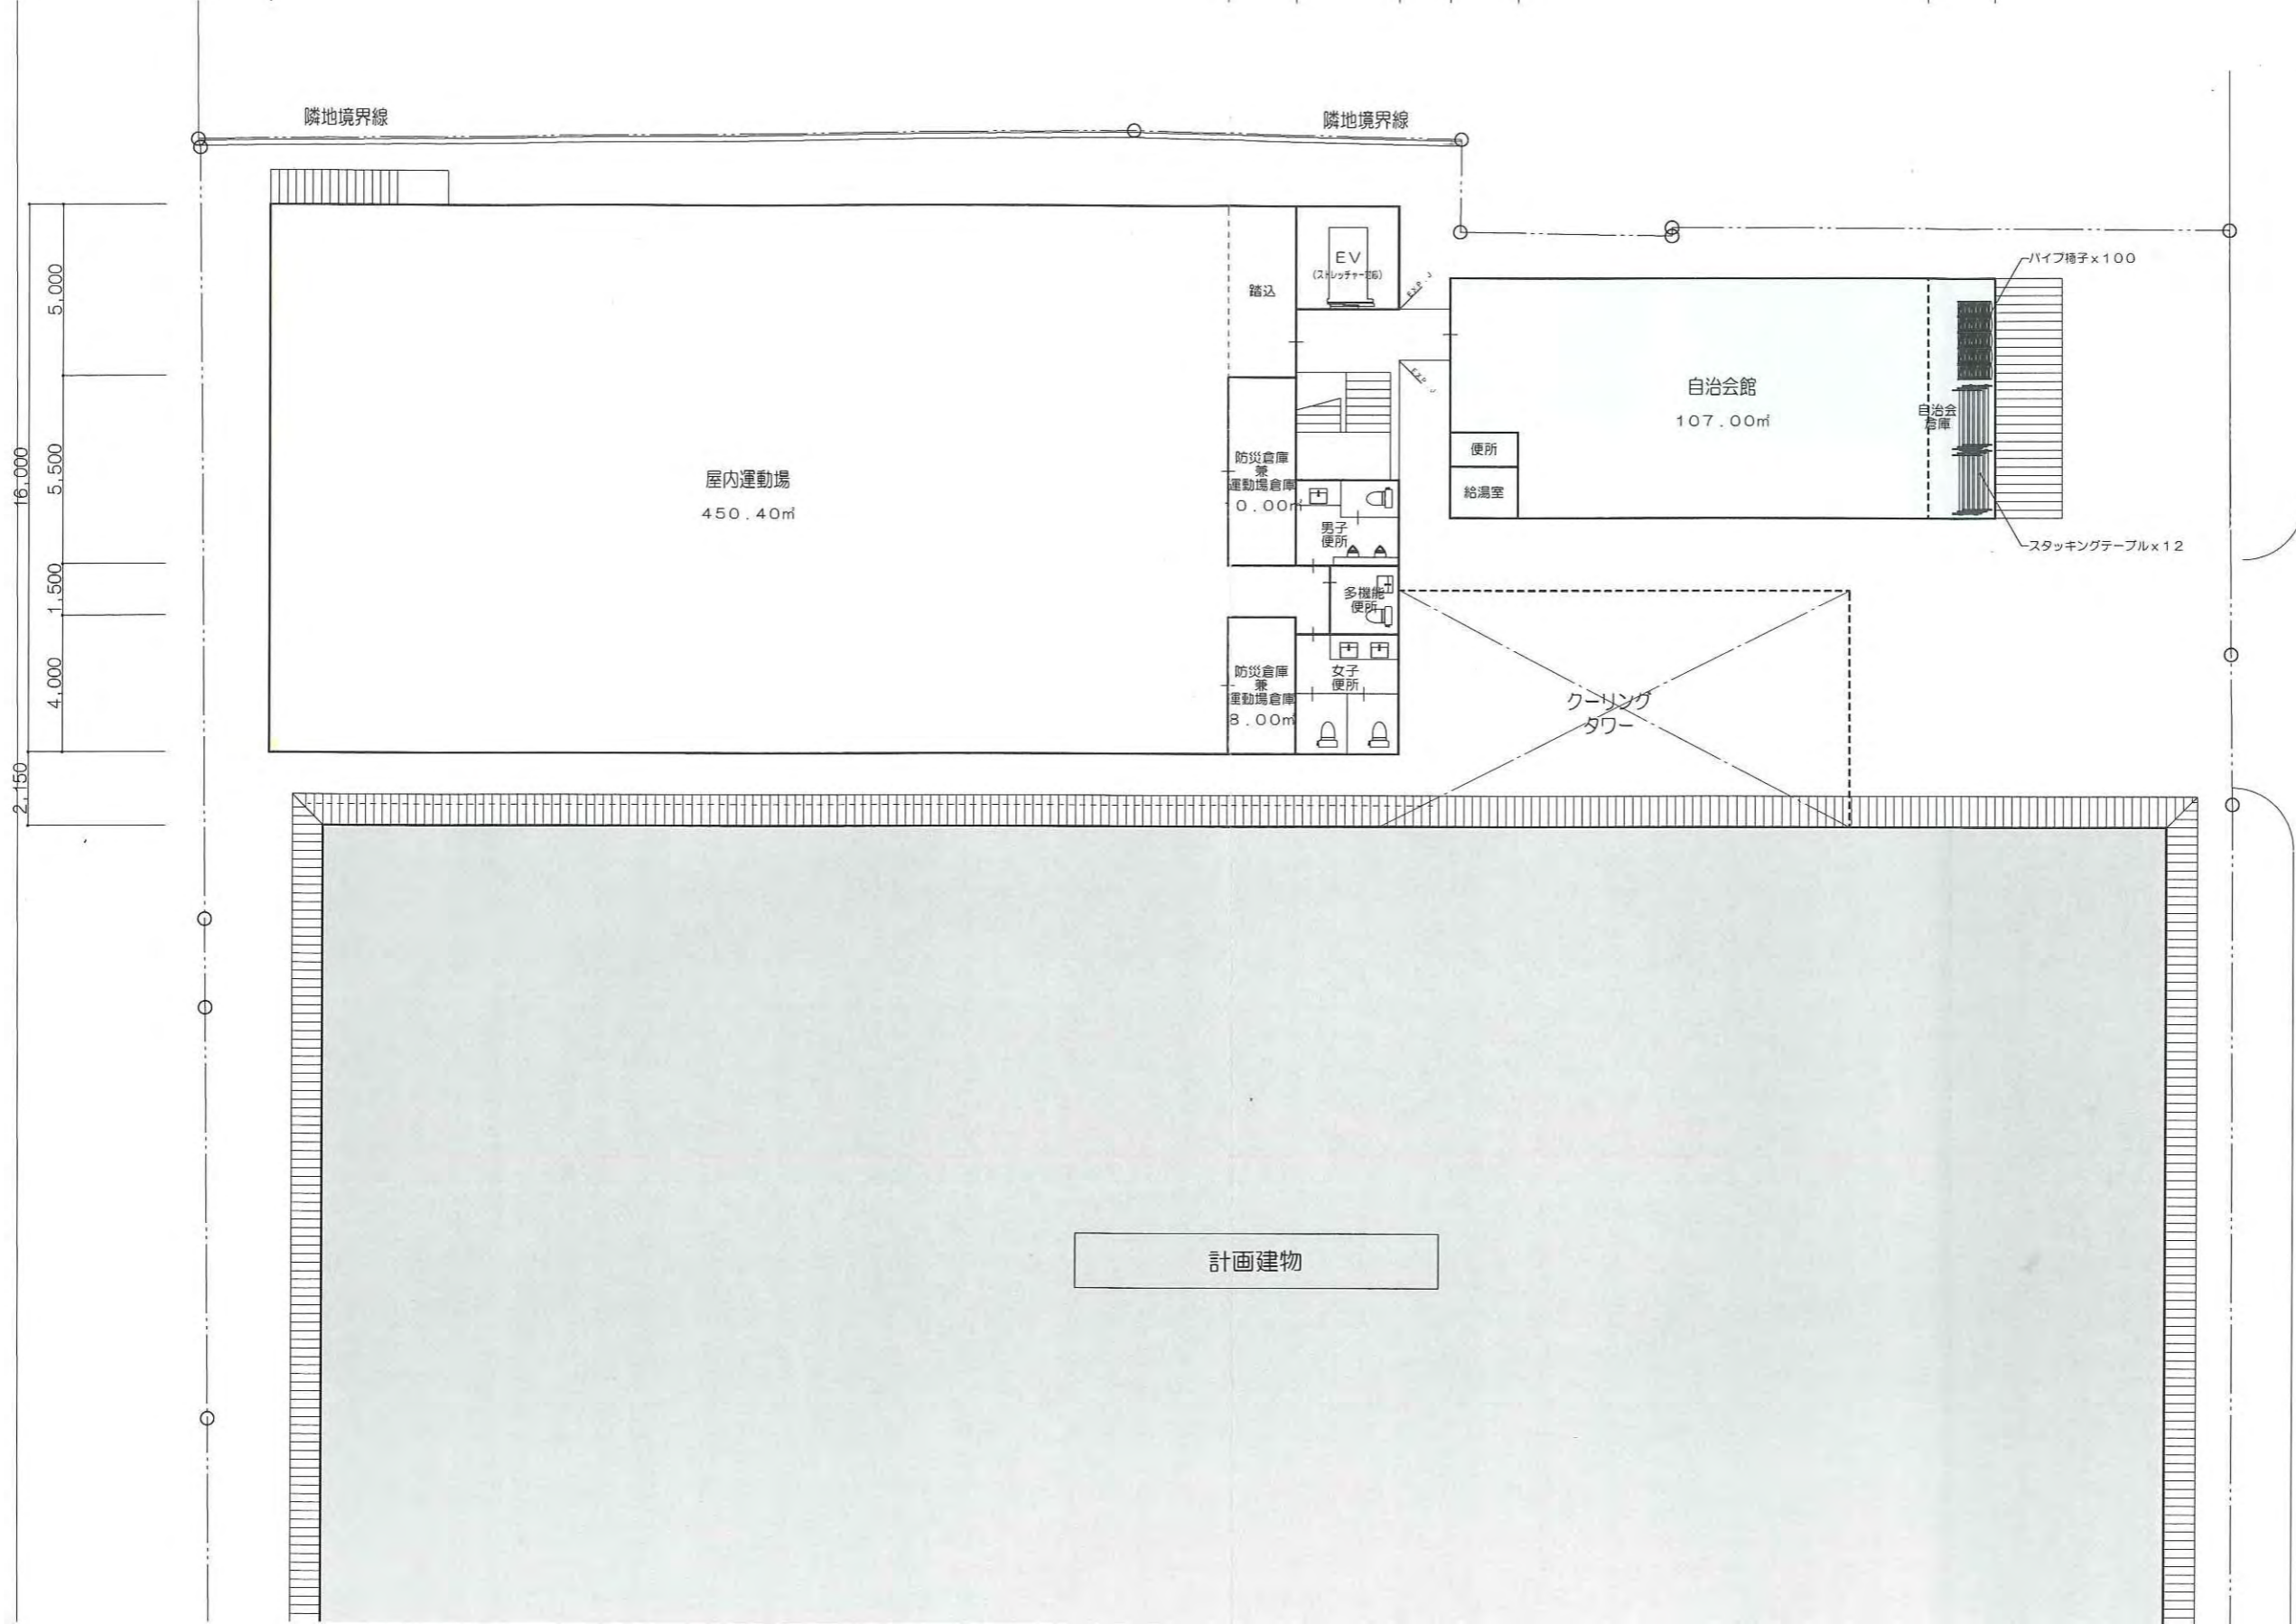 隣地境界線
隣地境界線
EV
踏込
EXP.J
EXP.J
パイプ椅子x100
自治会館
107.00㎡
自治会
倉庫
便所
給湯室
スタッキングテーブルx12
屋内運動場
450.40㎡
防災倉庫
兼
運動場倉庫
0.00㎡
男子
便所
多機能
便所
防災倉庫
兼
運動場倉庫
8.00㎡
女子
便所
クーリング
タワー
5,000
5,500
1,500
4,000
16,000
2,150
計画建物